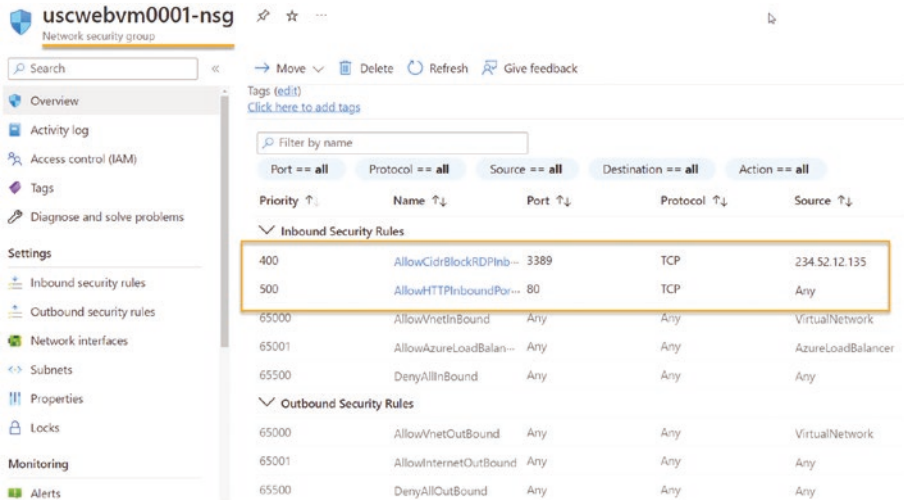 uscwebvm0001-nsg ...
Network security group
Search «
Move Delete Refresh Give feedback
Overview
Activity log
Access control (IAM)
Tags
Diagnose and solve problems
Settings
Inbound security rules
Outbound security rules
Network interfaces
Subnets
Properties
Locks
Monitoring
Alerts
Tags (edit)
Click here to add tags
Filter by name
Port == all Protocol == all Source == all Destination == all Action == all
Priority ↑↓ Name ↑↓ Port ↑↓ Protocol ↑↓ Source ↑↓
Inbound Security Rules
400 AllowCidrBlockRDPInb... 3389 TCP 234.52.12.135
500 AllowHTTPInboundPor... 80 TCP Any
65000 AllowVnetInBound Any Any VirtualNetwork
65001 AllowAzureLoadBalan... Any Any AzureLoadBalancer
65500 DenyAllInBound Any Any Any
Outbound Security Rules
65000 AllowVnetOutBound Any Any VirtualNetwork
65001 AllowInternetOutBound Any Any Any
65500 DenyAllOutBound Any Any Any